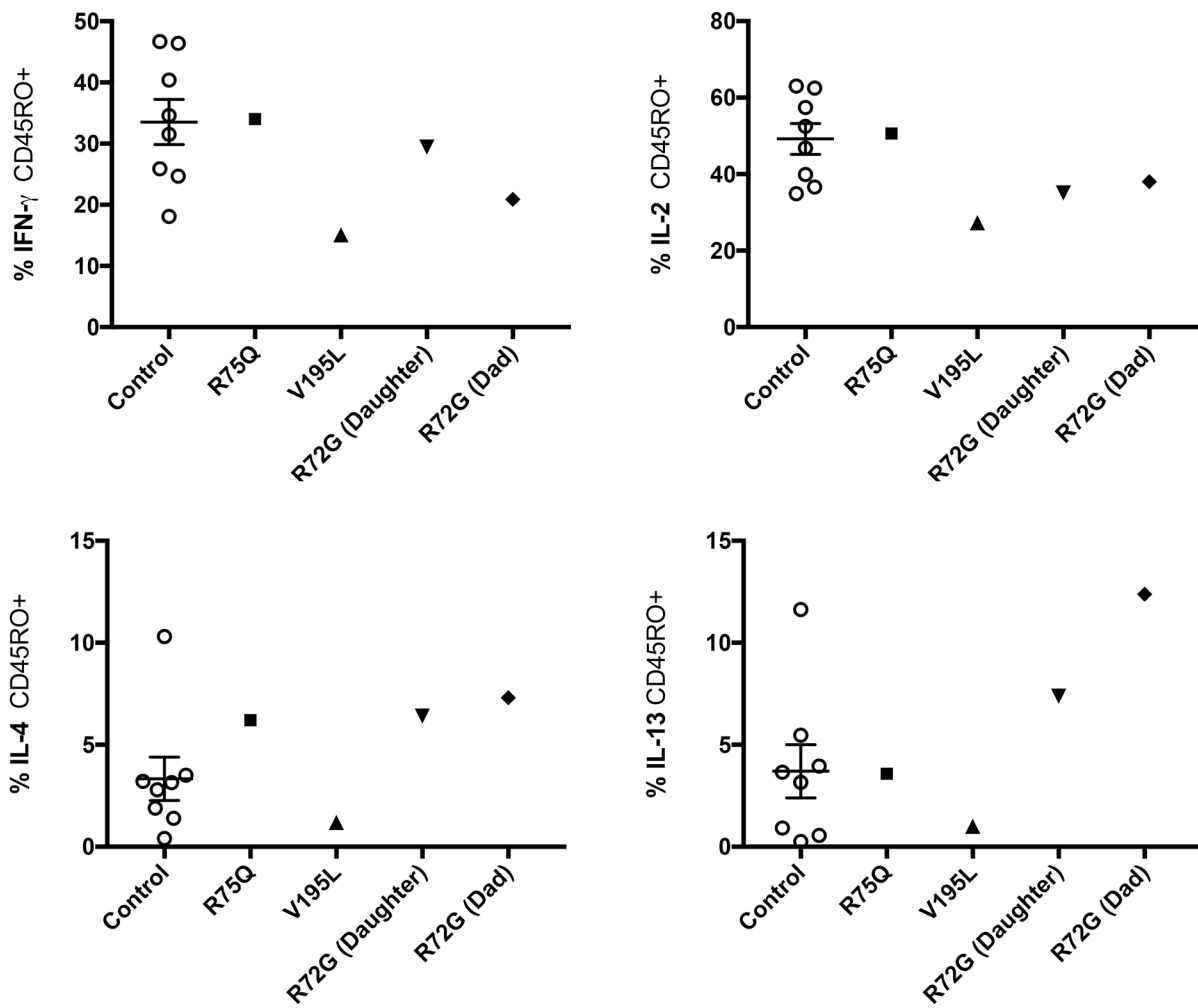 % IFN-γ CD45RO+
50
40
30
20
10
0
Control
R75Q
V195L
R72G (Daughter)
R72G (Dad)
% IL-2 CD45RO+
80
60
40
20
0
Control
R75Q
V195L
R72G (Daughter)
R72G (Dad)
% IL-4 CD45RO+
15
10
5
0
Control
R75Q
V195L
R72G (Daughter)
R72G (Dad)
% IL-13 CD45RO+
15
10
5
0
Control
R75Q
V195L
R72G (Daughter)
R72G (Dad)